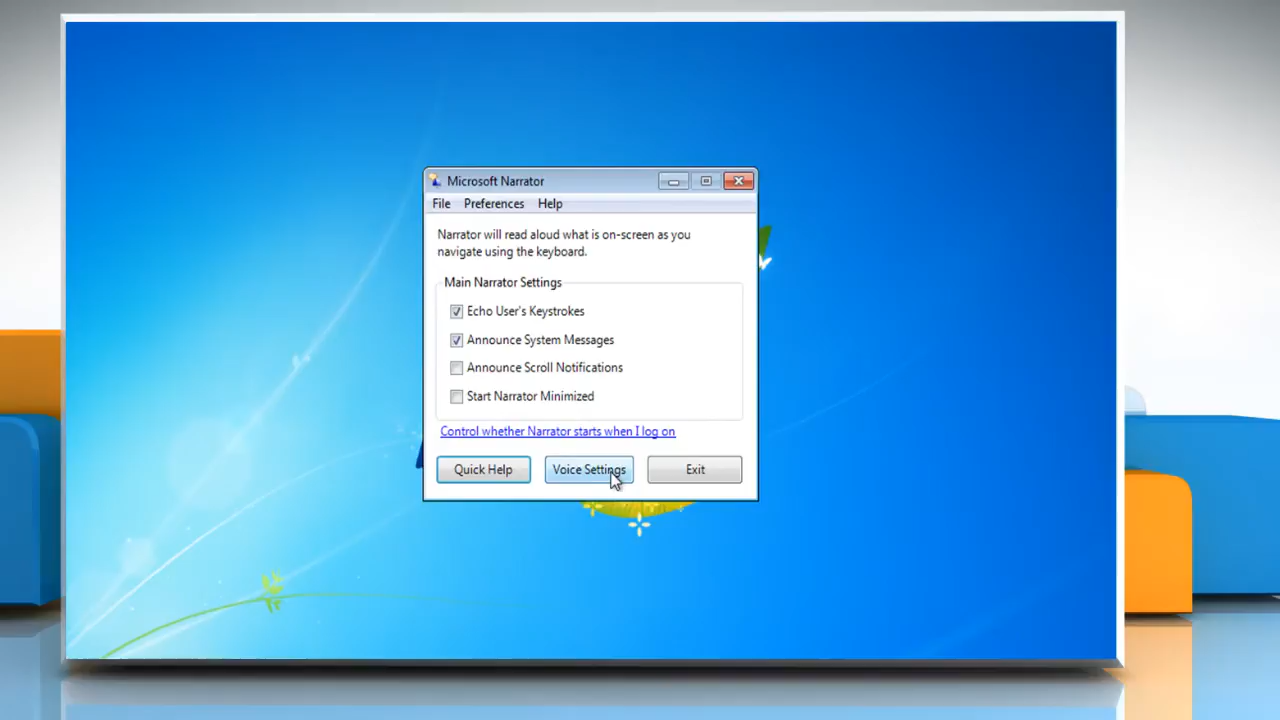 Microsoft Narrator
File Preferences Help
Narrator will read aloud what is on-screen as you
navigate using the keyboard.
Main Narrator Settings
Echo User's Keystrokes
Announce System Messages
Announce Scroll Notifications
Start Narrator Minimized
Control whether Narrator starts when I log on
Quick Help Voice Settings Exit